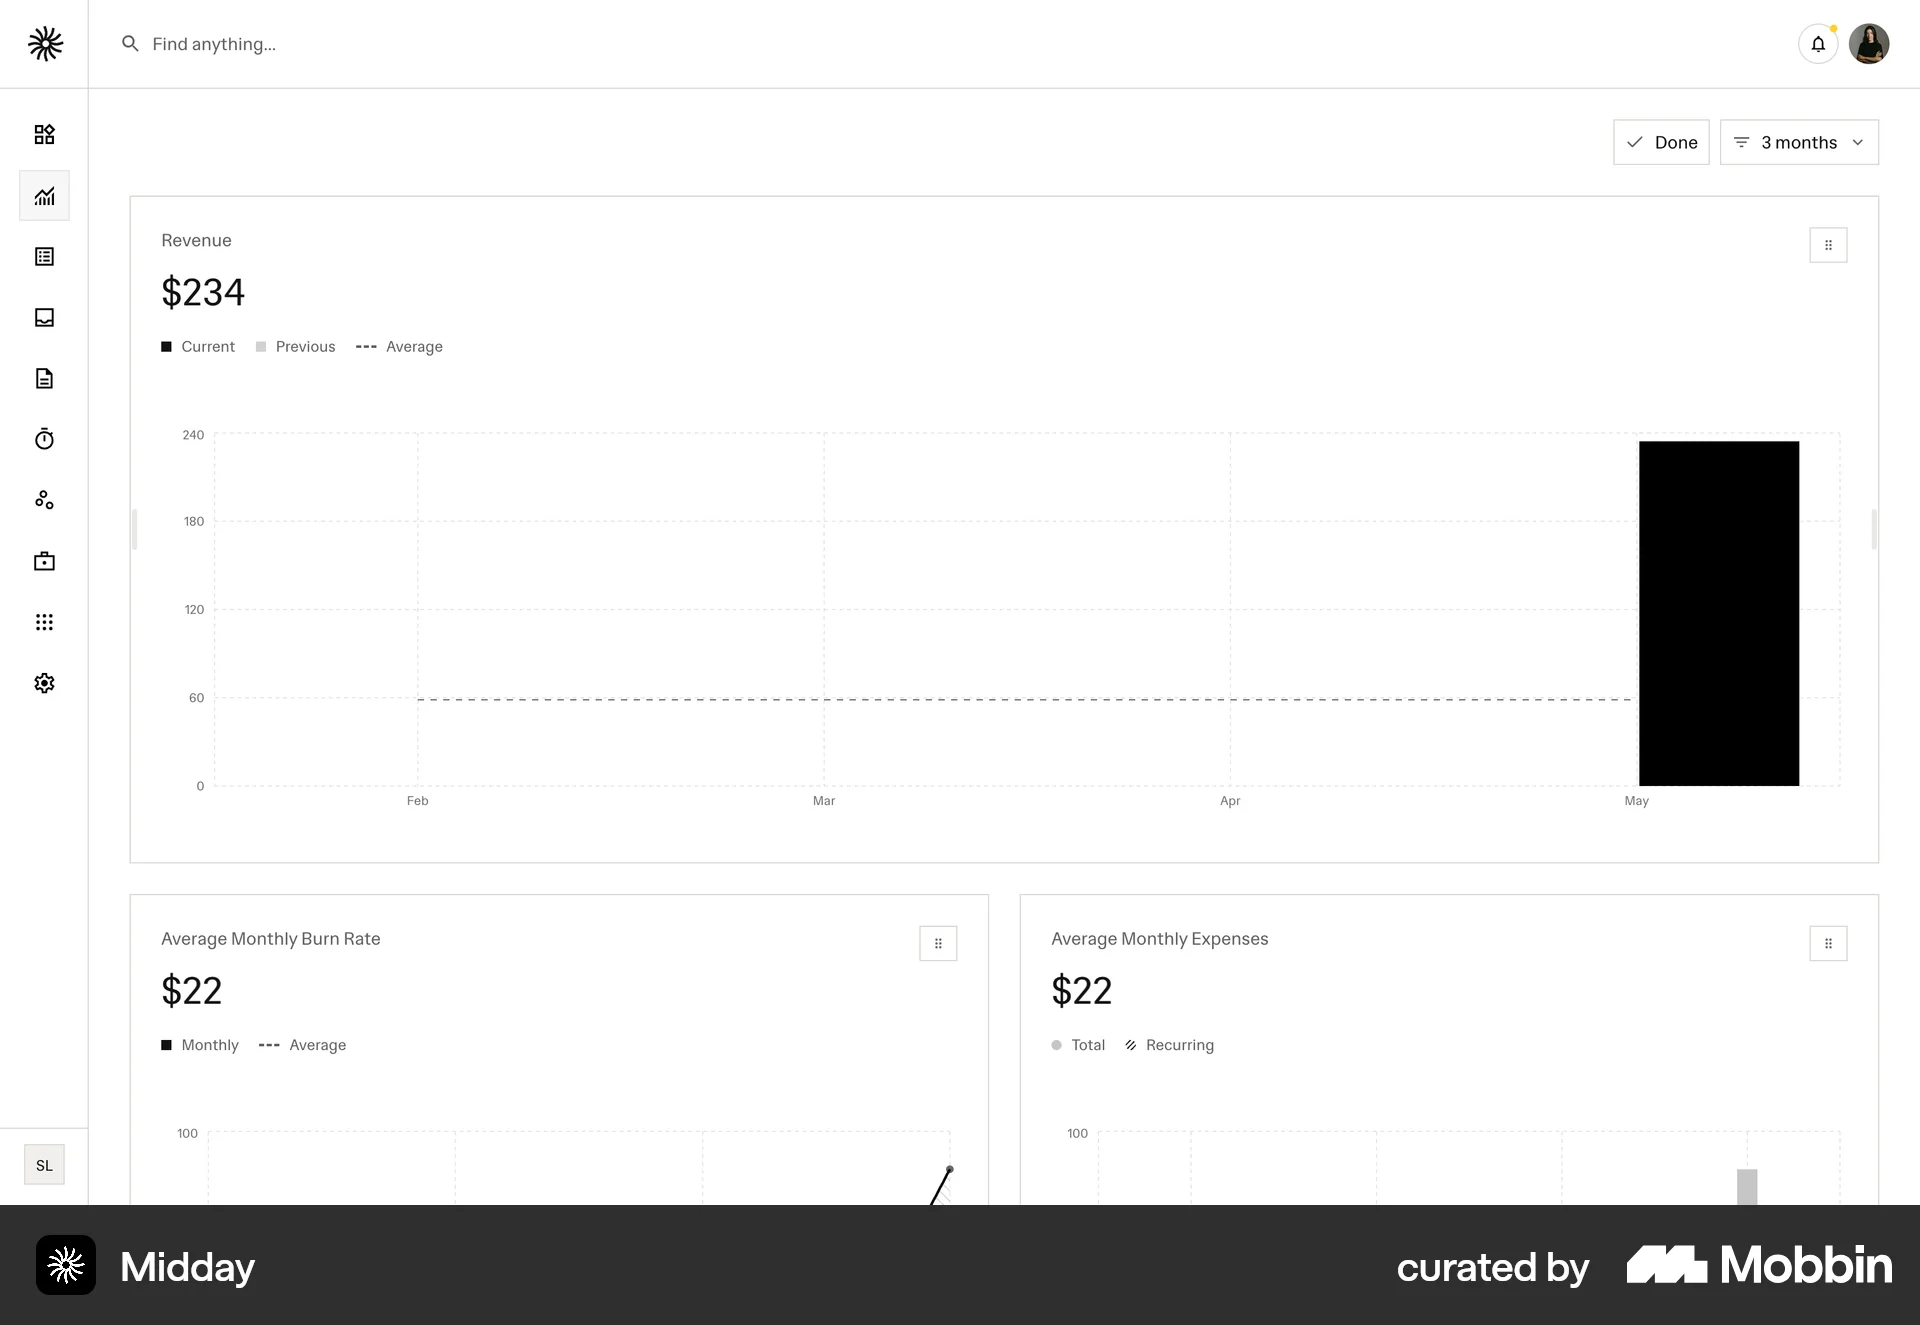 Find anything...
Done
3 months
Revenue
$234
Current Previous Average
240
180
120
60
0
Feb Mar Apr May
Average Monthly Burn Rate
$22
Monthly Average
100
Average Monthly Expenses
$22
Total Recurring
100
SL
Midday
curated by Mobbin